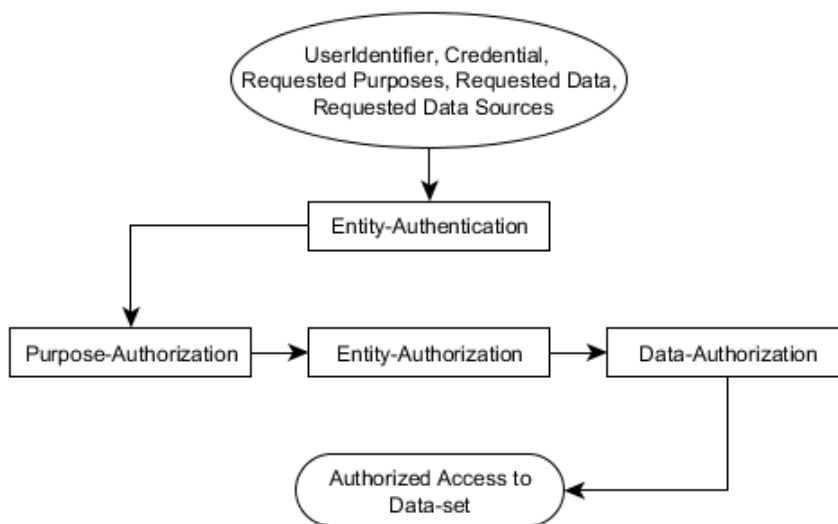 UserIdentifier, Credential,
Requested Purposes, Requested Data,
Requested Data Sources
Entity-Authentication
Purpose-Authorization
Entity-Authorization
Data-Authorization
Authorized Access to
Data-set